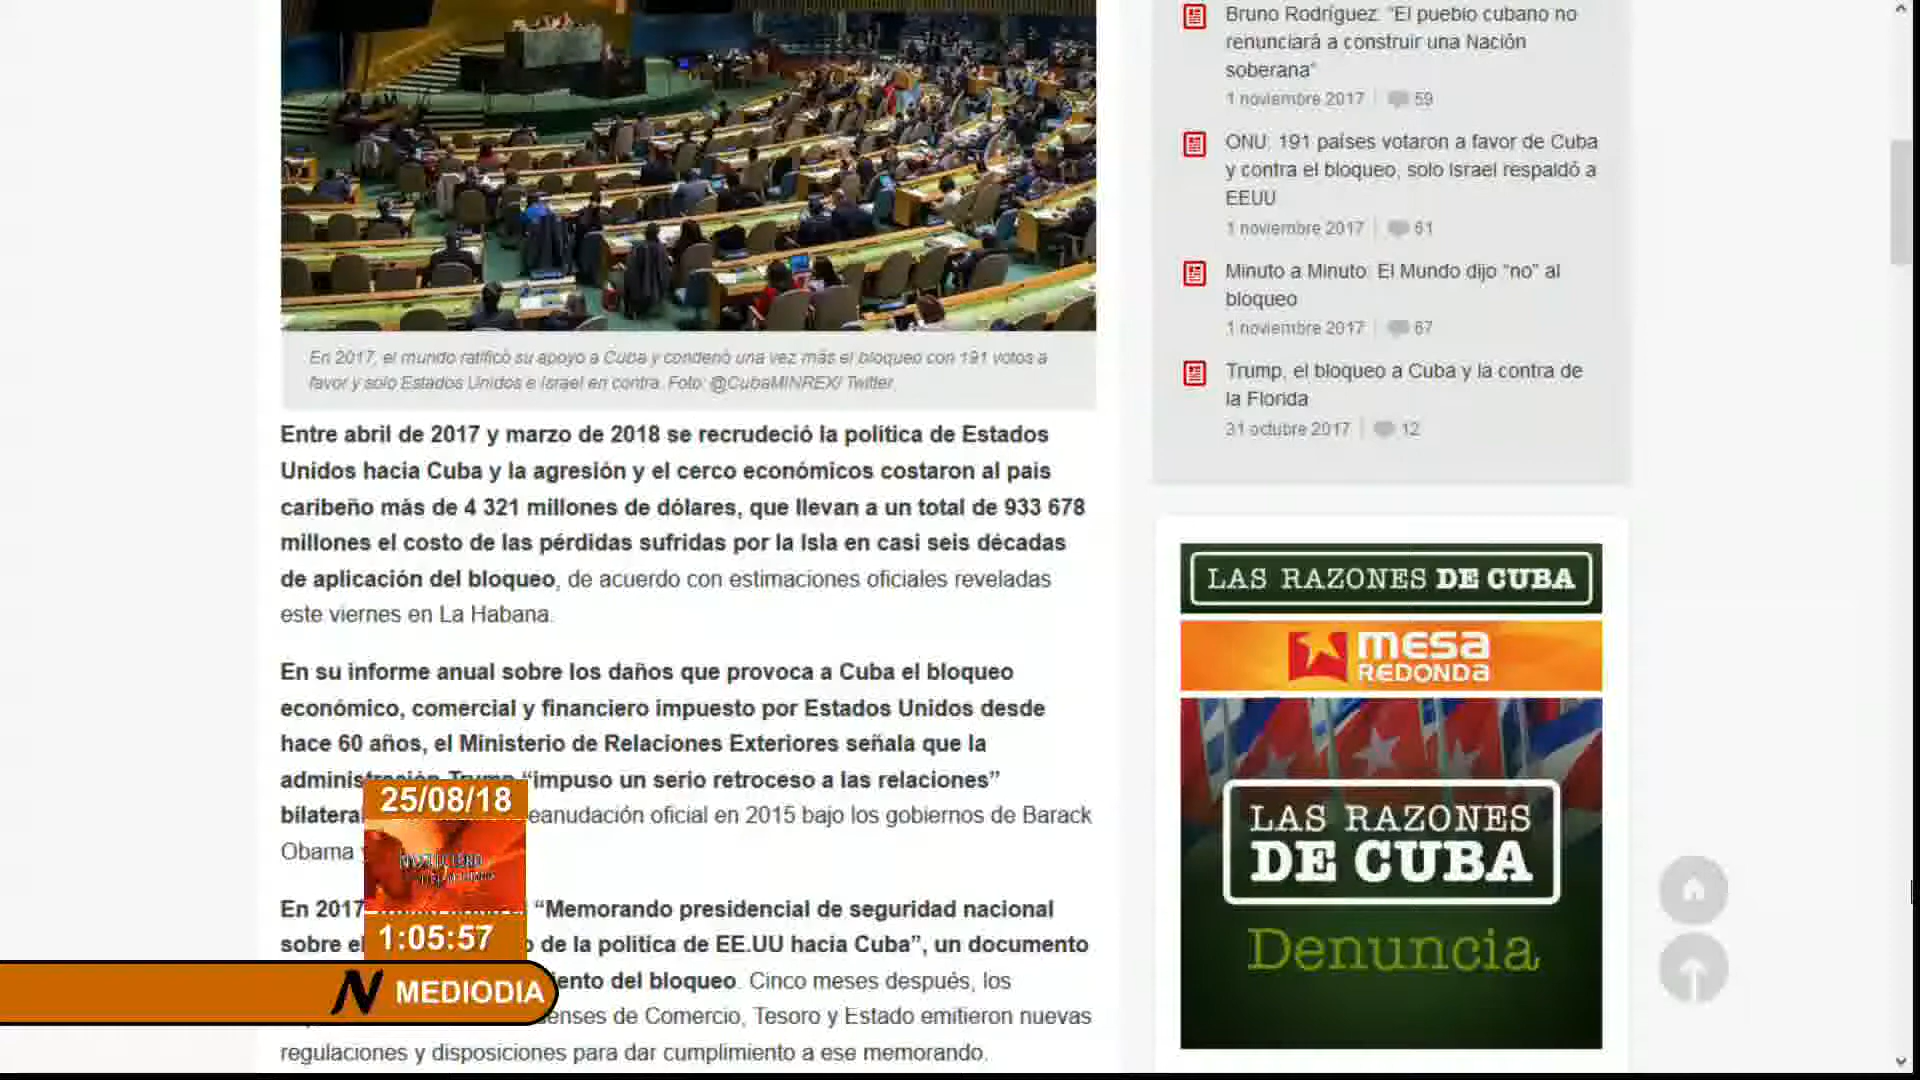 En 2017, el mundo ratificó su apoyo a Cuba y condenó una vez más el bloqueo con 191 votos a
favor y solo Estados Unidos e Israel en contra. Foto: @CubaMINREX/ Twitter.
Entre abril de 2017 y marzo de 2018 se recrudeció la política de Estados
Unidos hacia Cuba y la agresión y el cerco económicos costaron al país
caribeño más de 4 321 millones de dólares, que llevan a un total de 933 678
millones el costo de las pérdidas sufridas por la Isla en casi seis décadas
de aplicación del bloqueo, de acuerdo con estimaciones oficiales reveladas
este viernes en La Habana.
En su informe anual sobre los daños que provoca a Cuba el bloqueo
económico, comercial y financiero impuesto por Estados Unidos desde
hace 60 años, el Ministerio de Relaciones Exteriores señala que la
administración Trump “impuso un serio retroceso a las relaciones”
bilateral eanudación oficial en 2015 bajo los gobiernos de Barack
Obama y
En 2017 “Memorando presidencial de seguridad nacional
sobre el o de la política de EE.UU hacia Cuba”, un documento
iento del bloqueo. Cinco meses después, los
enses de Comercio, Tesoro y Estado emitieron nuevas
regulaciones y disposiciones para dar cumplimiento a ese memorando.
25/08/18
NOTICIERO
1:05:57
N MEDIODIA
Bruno Rodríguez: “El pueblo cubano no
renunciará a construir una Nación
soberana”
1 noviembre 2017 | 59
ONU: 191 países votaron a favor de Cuba
y contra el bloqueo, solo Israel respaldó a
EEUU
1 noviembre 2017 | 61
Minuto a Minuto: El Mundo dijo “no” al
bloqueo
1 noviembre 2017 | 67
Trump, el bloqueo a Cuba y la contra de
la Florida
31 octubre 2017 | 12
LAS RAZONES DE CUBA
mesa
REDONDa
LAS RAZONES
DE CUBA
Denuncia